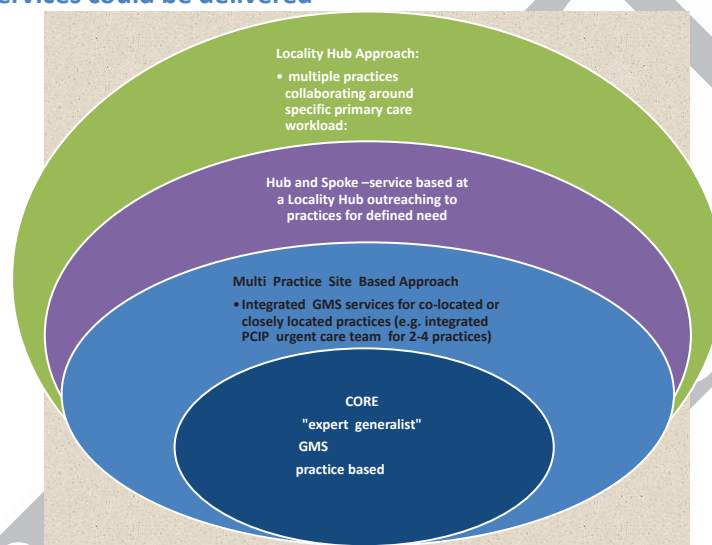 ervices could be delivered
Locality Hub Approach:
• multiple practices
collaborating around
specific primary care
workload:
Hub and Spoke –service based at
a Locality Hub outreaching to
practices for defined need
Multi Practice Site Based Approach
•Integrated GMS services for co-located or
closely located practices (e.g. integrated
PCIP urgent care team for 2-4 practices)
CORE
"expert generalist"
GMS
practice based